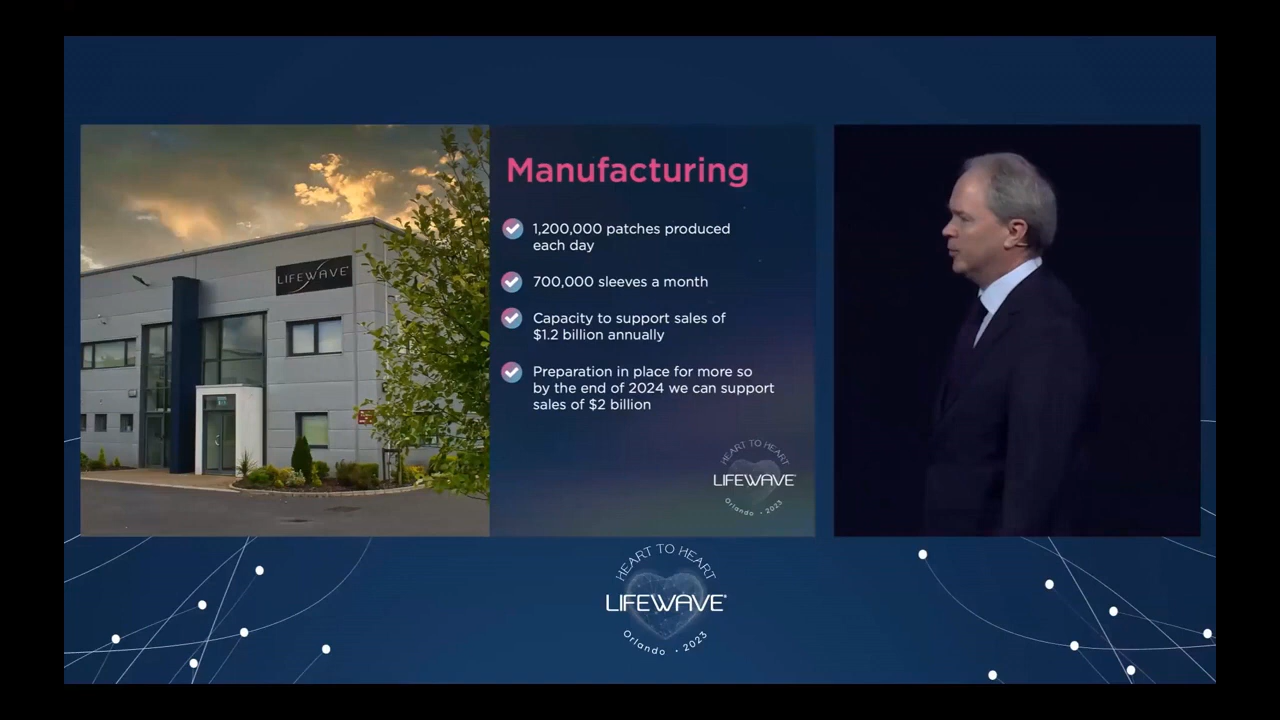 LIFEWAVE
Manufacturing
1,200,000 patches produced
each day
700,000 sleeves a month
Capacity to support sales of
$1.2 billion annually
Preparation in place for more so
by the end of 2024 we can support
sales of $2 billion
HEART TO HEART
LIFEWAVE®
Orlando • 2023
HEART TO HEART
LIFEWAVE®
Orlando • 2023